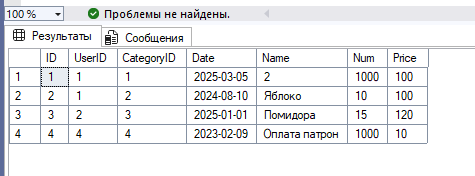 100 % Проблемы не найдены.
Результаты Сообщения
ID UserID CategoryID Date Name Num Price
1 1 1 1 2025-03-05 2 1000 100
2 2 1 2 2024-08-10 Яблоко 10 100
3 3 2 3 2025-01-01 Помидора 15 120
4 4 4 4 2023-02-09 Оплата патрон 1000 10